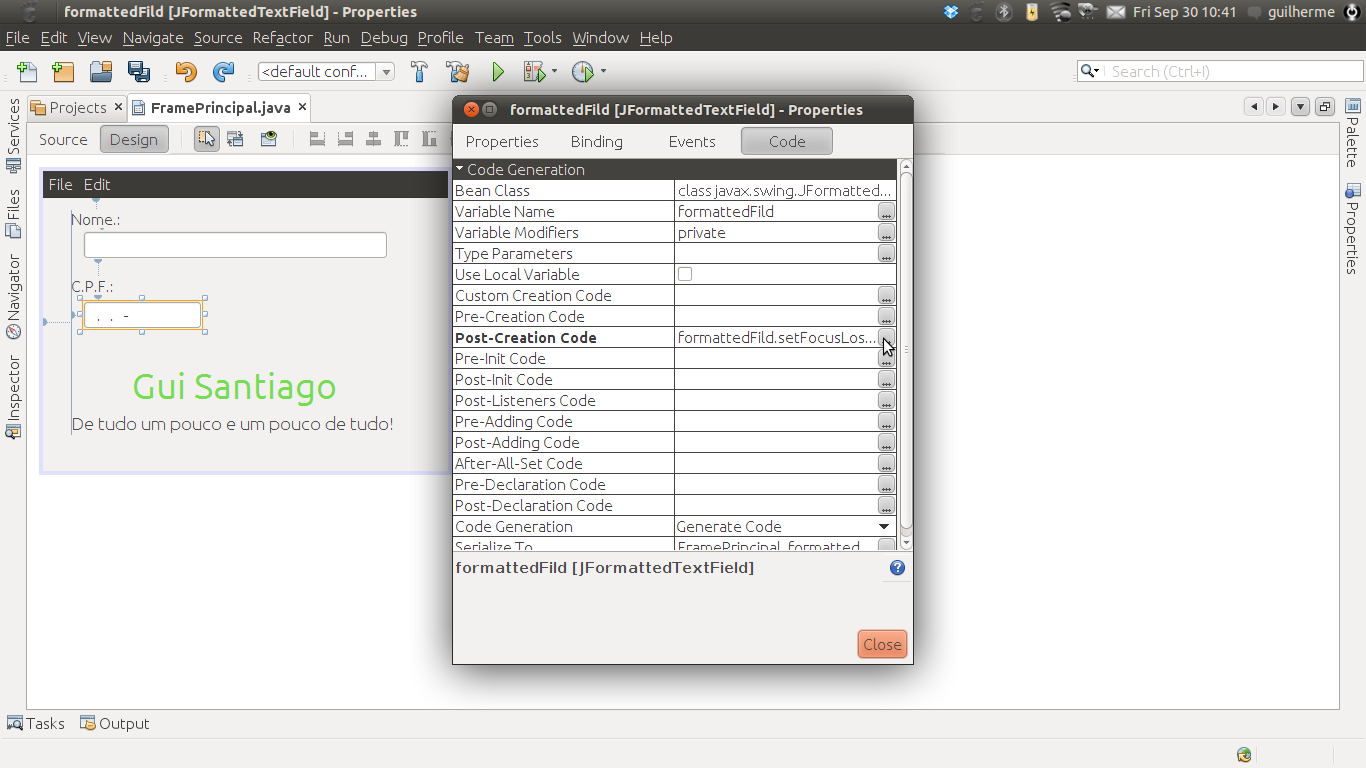 formattedFild [JFormattedTextField] - Properties
Fri Sep 30 10:41 guilherme
File Edit View Navigate Source Refactor Run Debug Profile Team Tools Window Help
<default conf...
Search (Ctrl+I)
Projects FramePrincipal.java
Source Design
Services
Files
Navigator
Inspector
File Edit
Nome.:
C.P.F.:
. . -
Gui Santiago
De tudo um pouco e um pouco de tudo!
formattedFild [JFormattedTextField] - Properties
Properties Binding Events Code
Code Generation
Bean Class class javax.swing.JFormatted...
Variable Name formattedFild ...
Variable Modifiers private ...
Type Parameters ...
Use Local Variable
Custom Creation Code ...
Pre-Creation Code ...
Post-Creation Code formattedFild.setFocusLos...
Pre-Init Code ...
Post-Init Code ...
Post-Listeners Code ...
Pre-Adding Code ...
Post-Adding Code ...
After-All-Set Code ...
Pre-Declaration Code ...
Post-Declaration Code ...
Code Generation Generate Code
Serialize To FramePrincipal_formatted
formattedFild [JFormattedTextField]
?
Close
Palette
Properties
Tasks Output